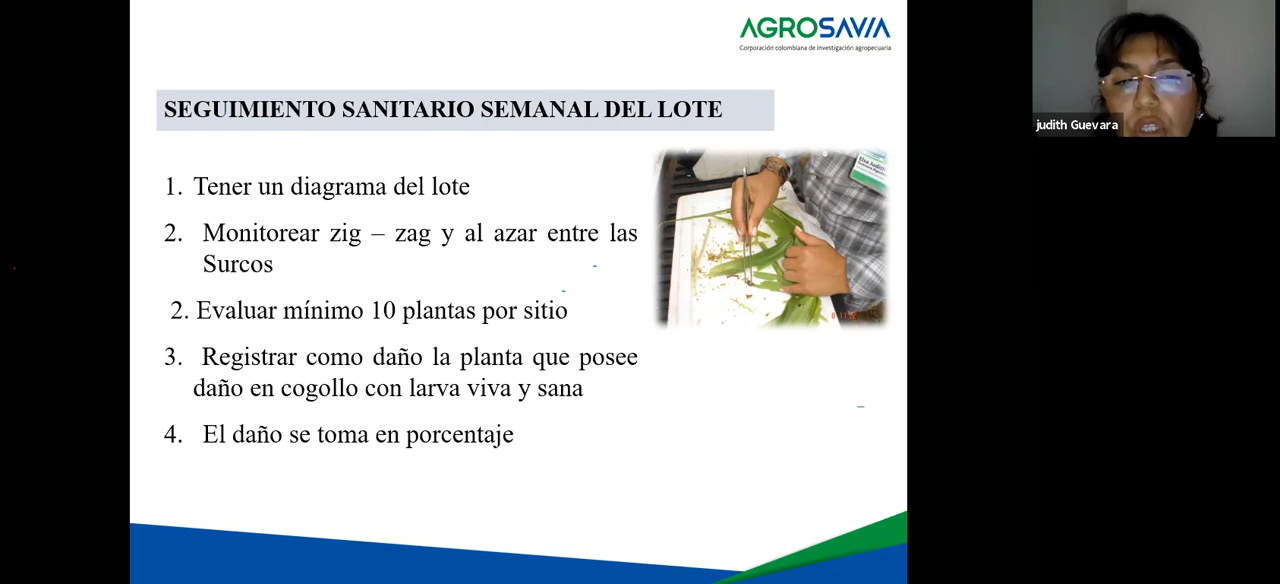 AGROSAVIA
Corporación colombiana de investigación agropecuaria
judith Guevara
SEGUIMIENTO SANITARIO SEMANAL DEL LOTE
1. Tener un diagrama del lote
2. Monitorear zig – zag y al azar entre las
Surcos
2. Evaluar mínimo 10 plantas por sitio
3. Registrar como daño la planta que posee
daño en cogollo con larva viva y sana
4. El daño se toma en porcentaje